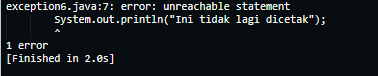 exception6.java:7: error: unreachable statement
        System.out.println("Ini tidak lagi dicetak");
        ^
1 error
[Finished in 2.0s]